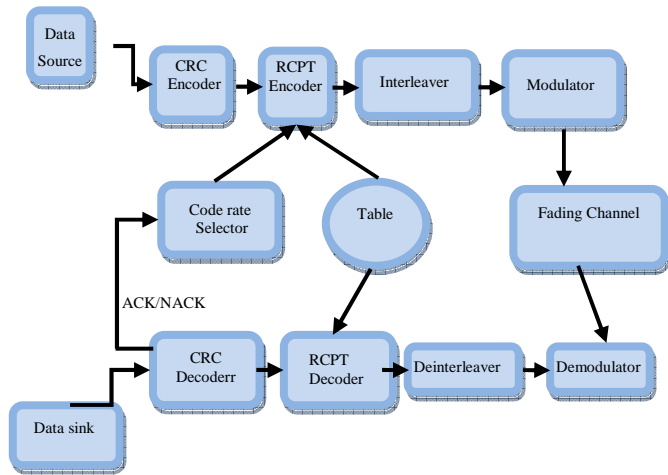 Data
Source
CRC
Encoder
RCPT
Encoder
Interleaver
Modulator
Code rate
Selector
Table
Fading Channel
ACK/NACK
CRC
Decoderr
RCPT
Decoder
Deinterleaver
Demodulator
Data sink